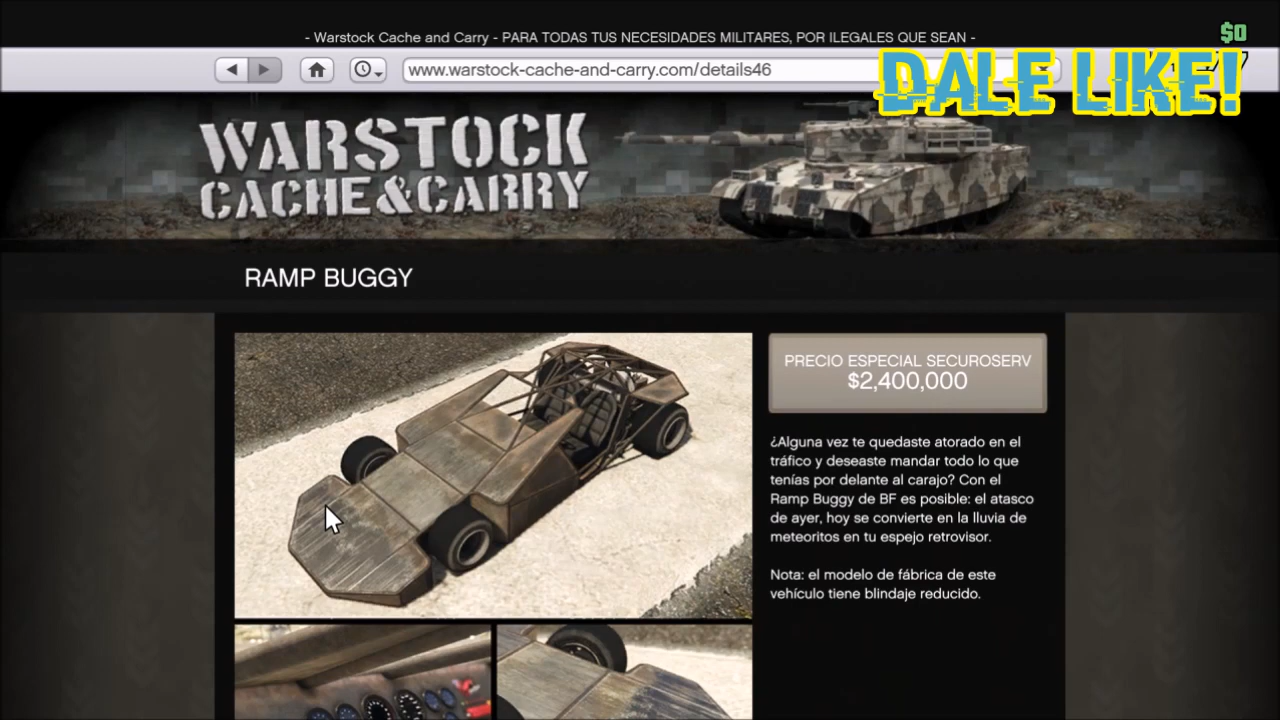 - Warstock Cache and Carry - PARA TODAS TUS NECESIDADES MILITARES, POR ILEGALES QUE SEAN -
$0
www.warstock-cache-and-carry.com/details46
DALE LIKE!
WARSTOCK
CACHE&CARRY
RAMP BUGGY
PRECIO ESPECIAL SECUROSERV
$2,400,000
¿Alguna vez te quedaste atorado en el
tráfico y deseaste mandar todo lo que
tenías por delante al carajo? Con el
Ramp Buggy de BF es posible: el atasco
de ayer, hoy se convierte en la lluvia de
meteoritos en tu espejo retrovisor.
Nota: el modelo de fábrica de este
vehículo tiene blindaje reducido.